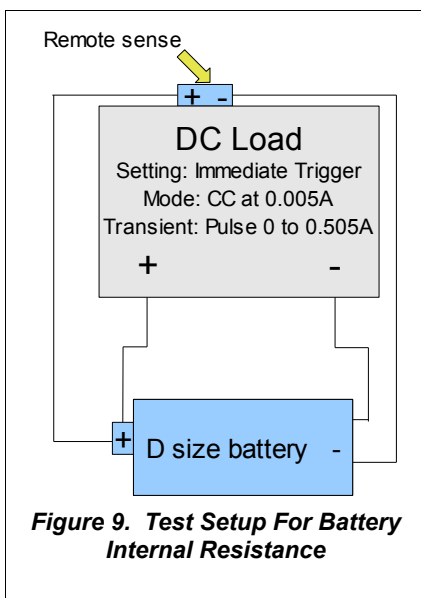 Remote sense
+ -
DC Load
Setting: Immediate Trigger
Mode: CC at 0.005A
Transient: Pulse 0 to 0.505A
+ -
+ D size battery -
Figure 9. Test Setup For Battery
Internal Resistance